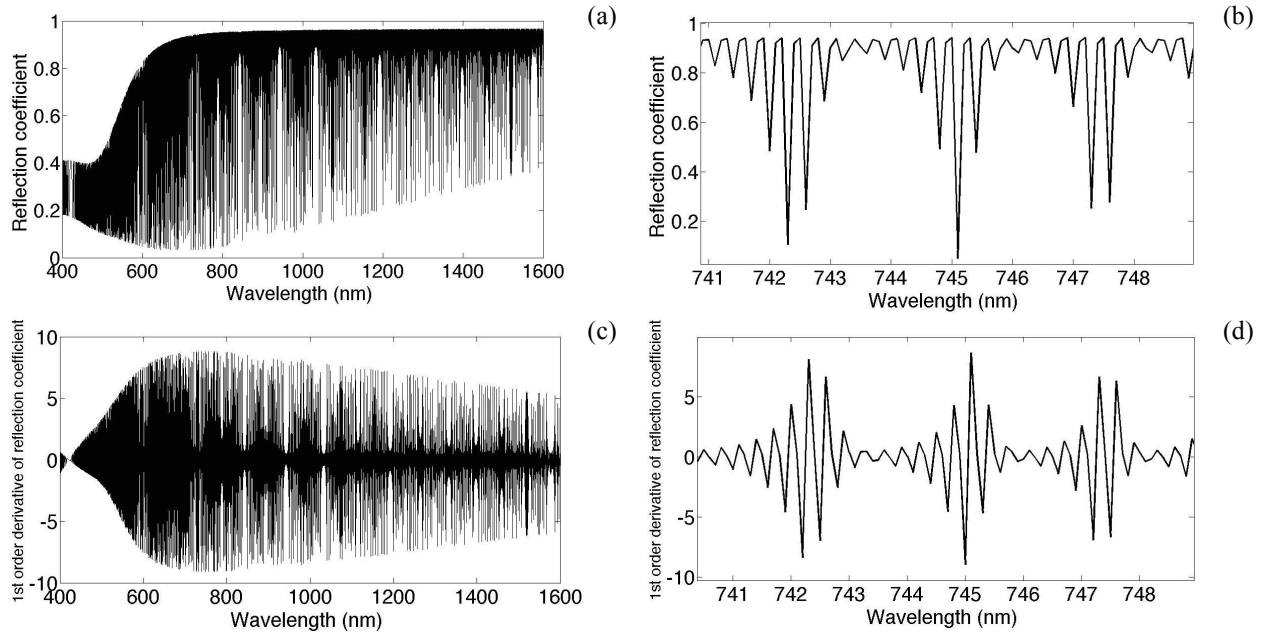 (a)
Reflection coefficient
1
0.8
0.6
0.4
0.2
0
400 600 800 1000 1200 1400 1600
Wavelength (nm)
(b)
Reflection coefficient
1
0.8
0.6
0.4
0.2
741 742 743 744 745 746 747 748
Wavelength (nm)
(c)
1st order derivative of reflection coefficient
10
5
0
-5
-10
400 600 800 1000 1200 1400 1600
Wavelength (nm)
(d)
1st order derivative of reflection coefficient
5
0
-5
-10
741 742 743 744 745 746 747 748
Wavelength (nm)